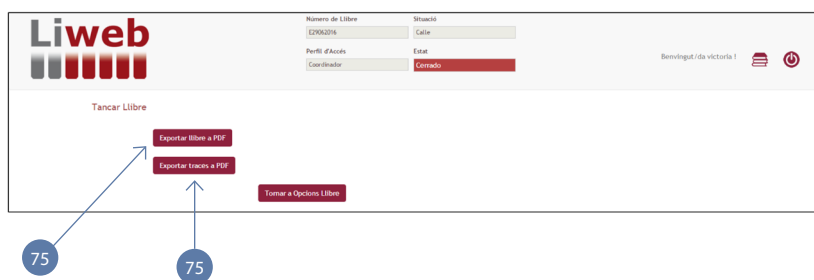 Liweb
Número de Llibre
Situació
E29062016
Calle
Perfil d'Accés
Estat
Coordinador
Cerrado
Benvingut/da victoria !
Tancar Llibre
Exportar llibre a PDF
Exportar traces a PDF
Tornar a Opcions Llibre
75
75